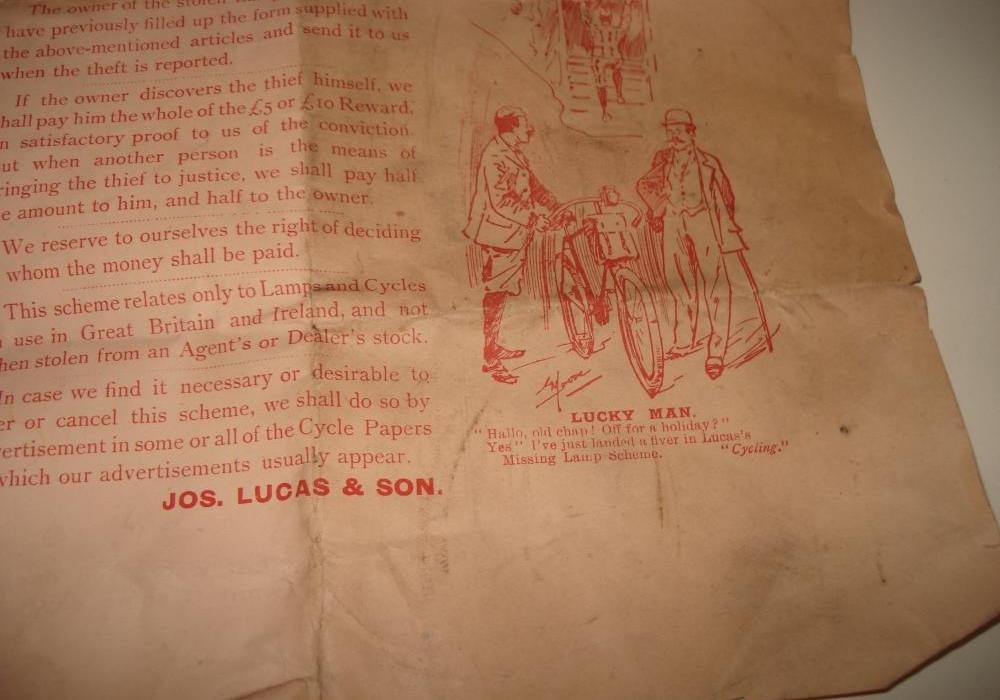 The owner of the stolen
have previously filled up the form supplied with
the above-mentioned articles and send it to us
when the theft is reported.
If the owner discovers the thief himself, we
hall pay him the whole of the £5 or £10 Reward,
n satisfactory proof to us of the conviction.
ut when another person is the means of
ringing the thief to justice, we shall pay half
e amount to him, and half to the owner.
We reserve to ourselves the right of deciding
whom the money shall be paid.
This scheme relates only to Lamps and Cycles
use in Great Britain and Ireland, and not
hen stolen from an Agent's or Dealer's stock.
In case we find it necessary or desirable to
er or cancel this scheme, we shall do so by
ertisement in some or all of the Cycle Papers
which our advertisements usually appear.
JOS. LUCAS & SON.
LUCKY MAN.
"Hallo, old chap! Off for a holiday?"
Yes" I've just landed a fiver in Lucas's
Missing Lamp Scheme. "Cycling."